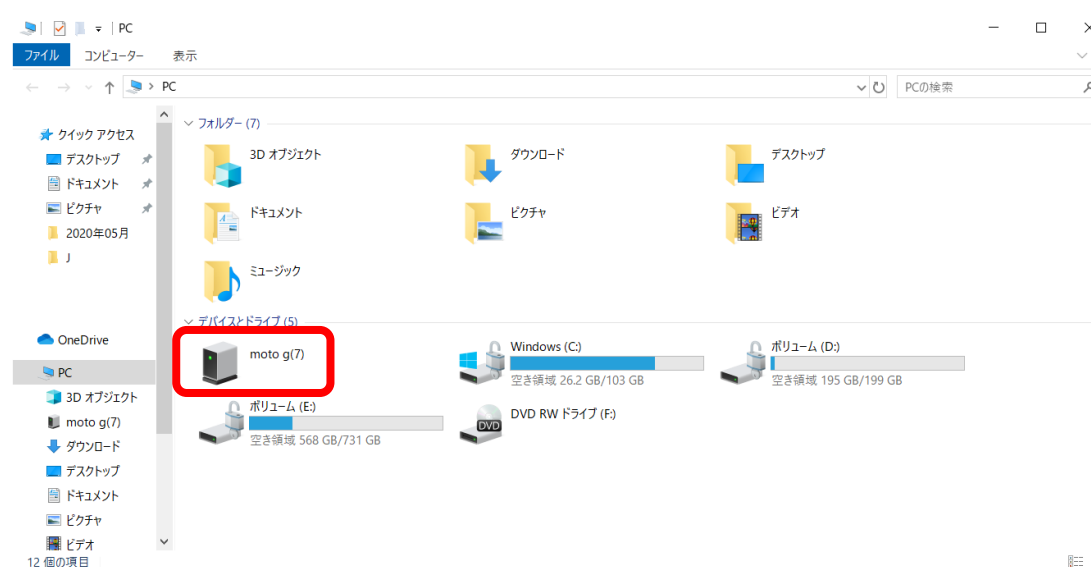 PC
ファイル コンピューター 表示
PC PCの検索
クイック アクセス
デスクトップ
ドキュメント
ピクチャ
2020年05月
J
OneDrive
PC
3D オブジェクト
moto g(7)
ダウンロード
デスクトップ
ドキュメント
ピクチャ
ビデオ
フォルダー (7)
3D オブジェクト ダウンロード デスクトップ
ドキュメント ピクチャ ビデオ
ミュージック
デバイスとドライブ (5)
moto g(7)
Windows (C:)
空き領域 26.2 GB/103 GB
ボリューム (D:)
空き領域 195 GB/199 GB
ボリューム (E:)
空き領域 568 GB/731 GB
DVD RW ドライブ (F:)
DVD
12 個の項目